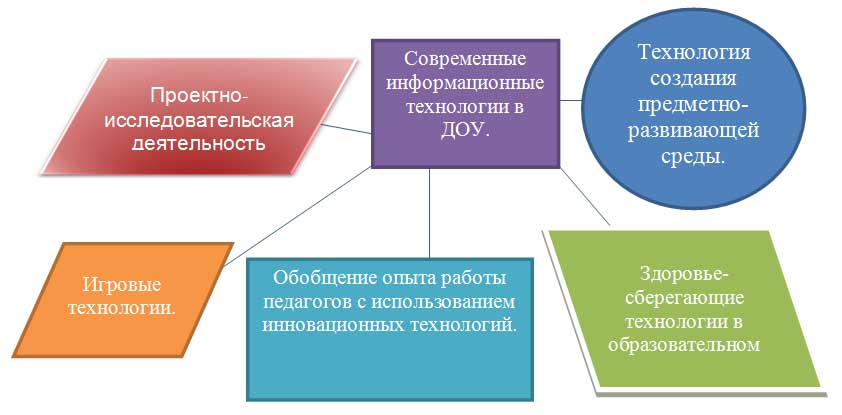 Проектно-
исследовательская
деятельность
Современные
информационные
технологии в
ДОУ.
Технология
создания
предметно-
развивающей
среды.
Игровые
технологии.
Обобщение опыта работы
педагогов с использованием
инновационных технологий.
Здоровье-
сберегающие
технологии в
образовательном